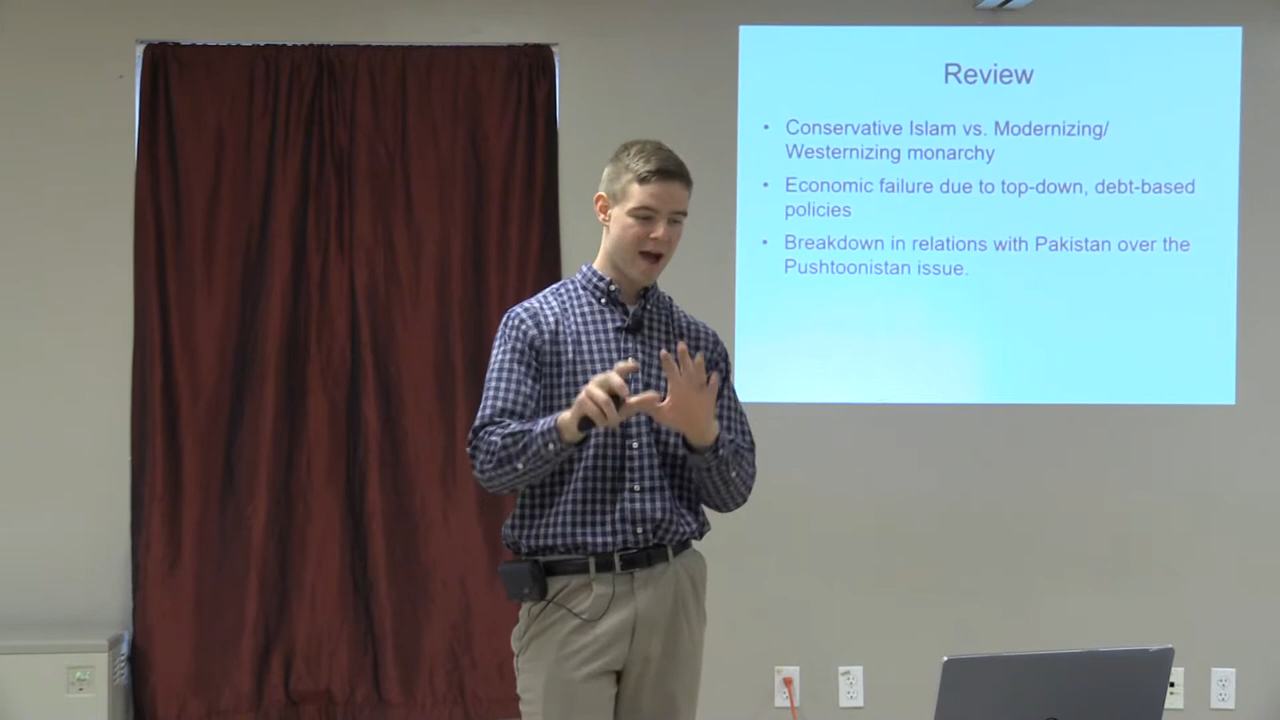 Review
• Conservative Islam vs. Modernizing/
Westernizing monarchy
• Economic failure due to top-down, debt-based
policies
• Breakdown in relations with Pakistan over the
Pushtoonistan issue.